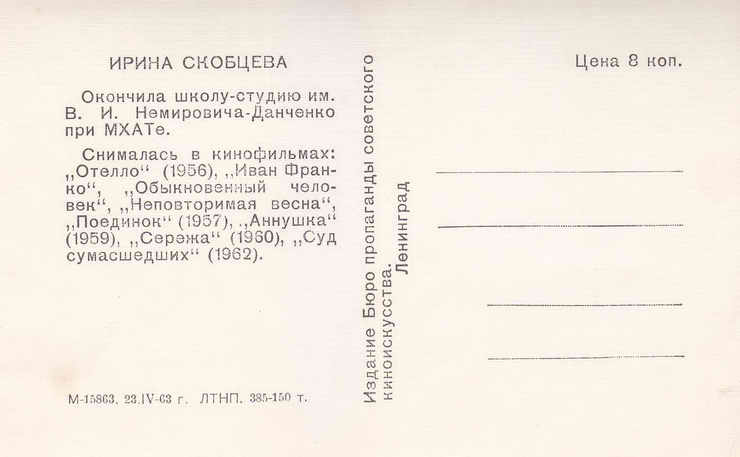 ИРИНА СКОБЦЕВА
Окончила школу-студию им.
В. И. Немировича-Данченко
при МХАТе.
Снималась в кинофильмах:
„Отелло“ (1956), „Иван Фран-
ко“, „Обыкновенный чело-
век“, „Неповторимая весна“,
„Поединок“ (1957), „Аннушка“
(1959), „Сережа“ (1960), „Суд
сумасшедших“ (1962).
М-15863, 23.IV-63 г. ЛТНП. 385-150 т.
Издание Бюро пропаганды советского
киноискусства.
Ленинград
Цена 8 коп.